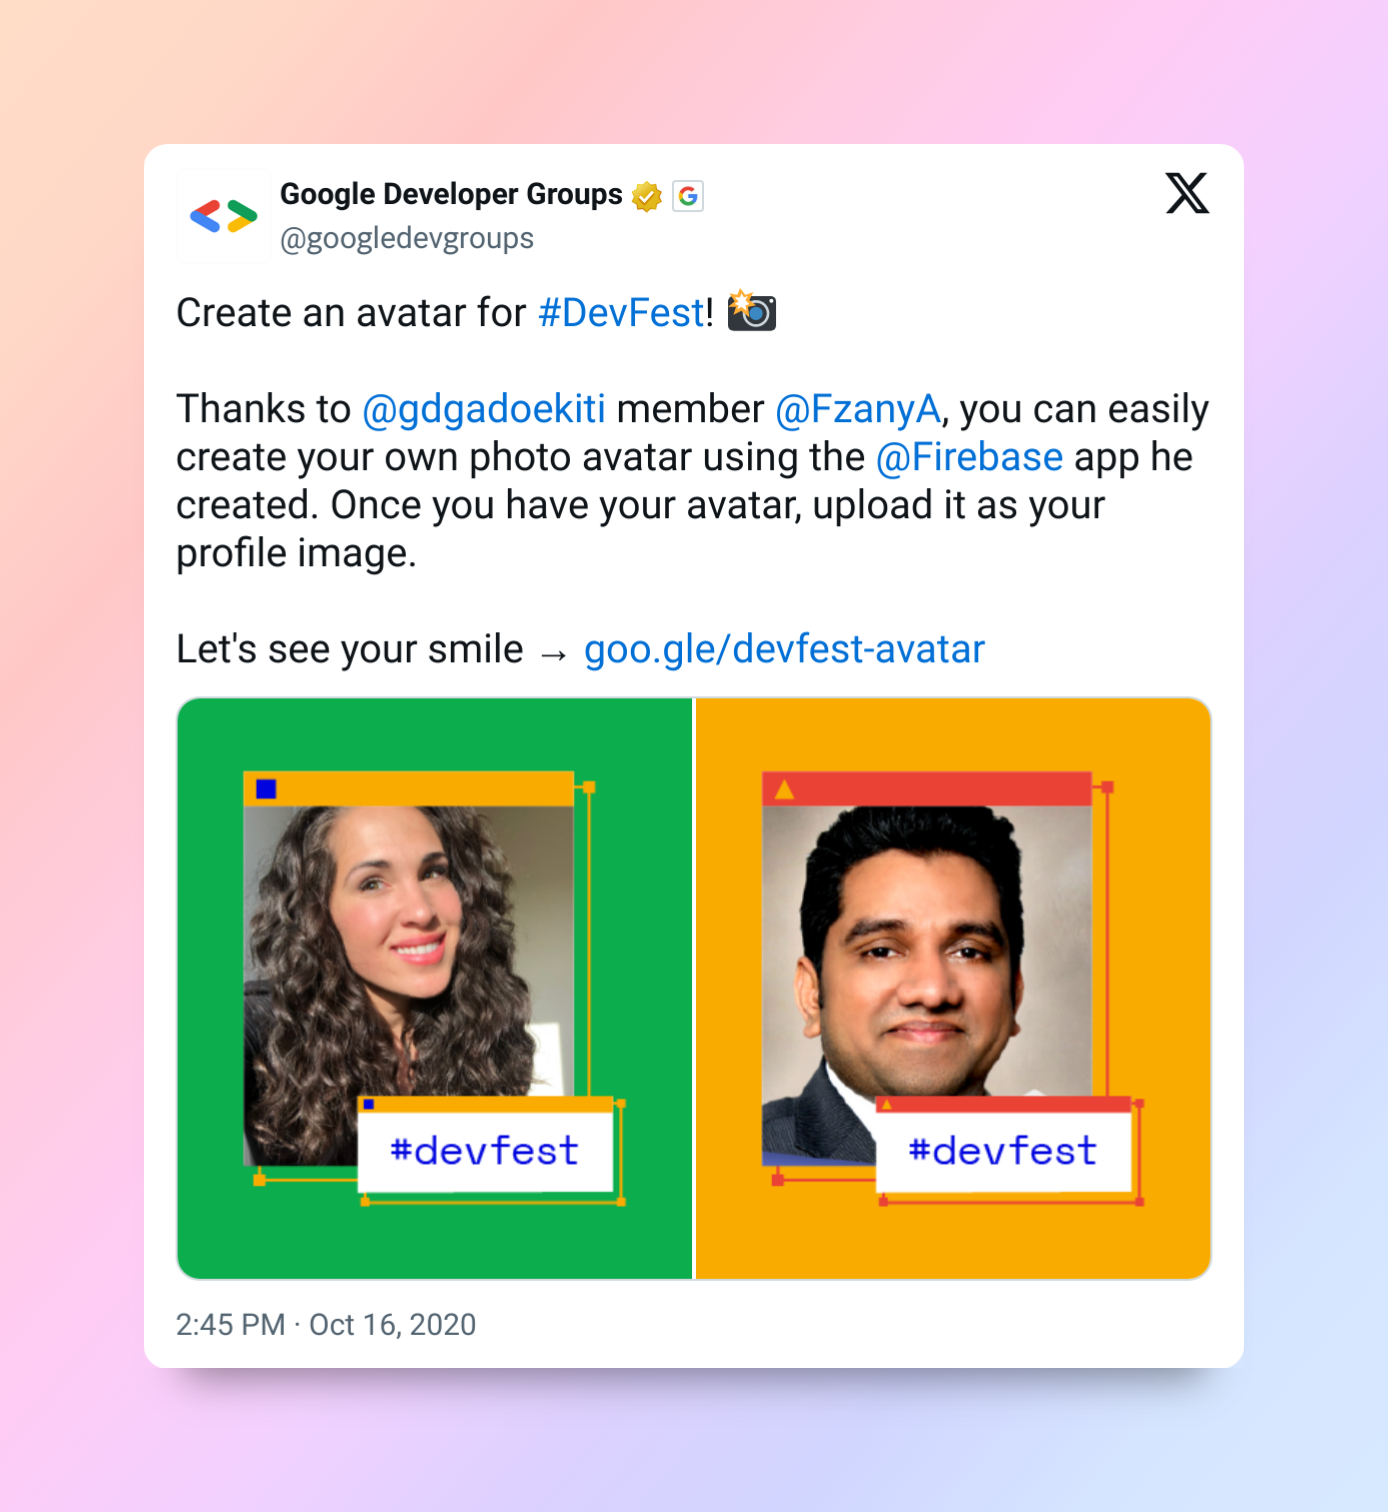 Google Developer Groups
@googledevgroups
Create an avatar for #DevFest! 📸
Thanks to @gdgadoekiti member @FzanyA, you can easily
create your own photo avatar using the @Firebase app he
created. Once you have your avatar, upload it as your
profile image.
Let's see your smile → goo.gle/devfest-avatar
#devfest
#devfest
2:45 PM · Oct 16, 2020